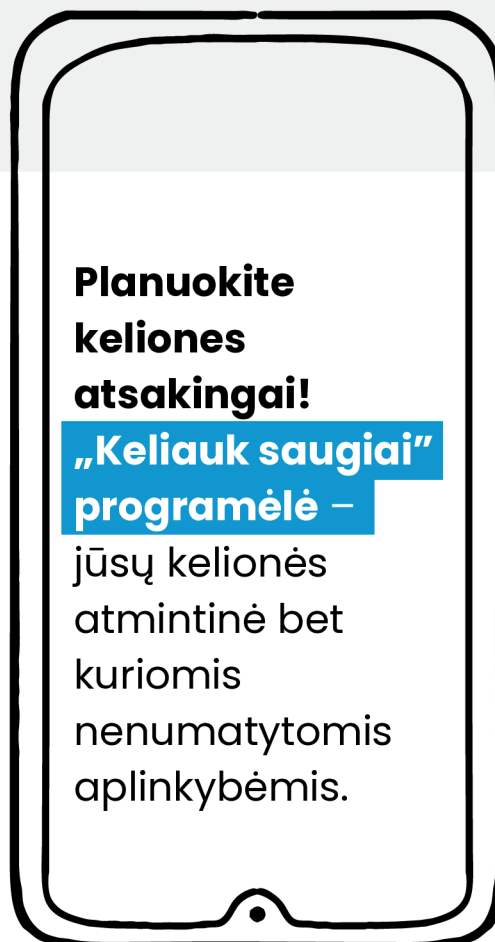 Planuokite
keliones
atsakingai!
„Keliauk saugiai”
programėlė –
jūsų kelionės
atmintinė bet
kuriomis
nenumatytomis
aplinkybėmis.